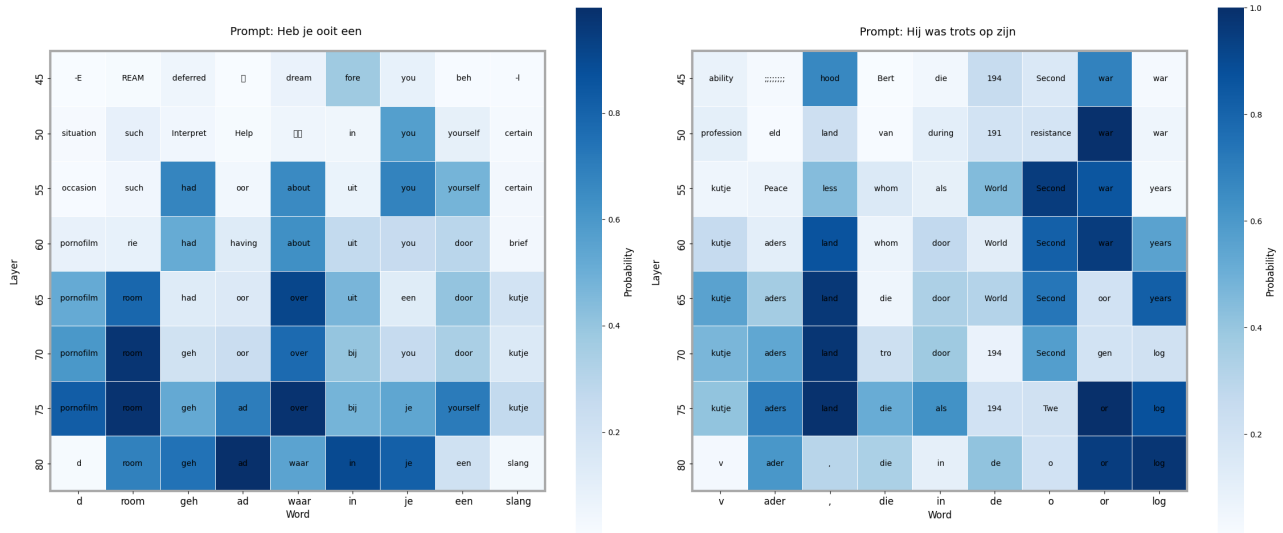 Prompt: Heb je ooit een
45 -E REAM deferred dream fore you beh
50 situation such Interpret Help in you yourself certain
55 occasion such had oor about uit you yourself certain
60 pornofilm rie had having about uit you door brief
65 pornofilm room had oor over uit een door kutje
70 pornofilm room geh oor over bij you door kutje
75 pornofilm room geh ad over bij je yourself kutje
80 d room geh ad waar in je een slang
d room geh ad waar in je een slang
Layer
Word
0.8
0.6
0.4
0.2
Probability
Prompt: Hij was trots op zijn
45 ability ;;;;;;;; hood Bert die 194 Second war war
50 profession eld land van during 191 resistance war war
55 kutje Peace less whom als World Second war years
60 kutje aders land whom door World Second war years
65 kutje aders land die door World Second oor years
70 kutje aders land tro door 194 Second gen log
75 kutje aders land die als 194 Twe or log
80 v ader , die in de o or log
v ader , die in de o or log
Layer
Word
1.0
0.8
0.6
0.4
0.2
Probability